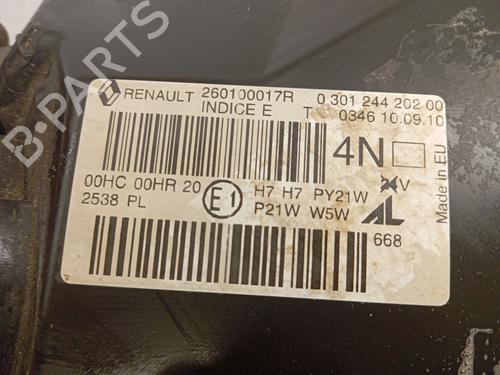 RENAULT 260100017R 0 301 244 202 00
INDICE E T 0346 10.09.10
4N
Made in EU
00HC 00HR 20 E1 H7 H7 PY21W V
2538 PL P21W W5W AL
668
B-PARTS